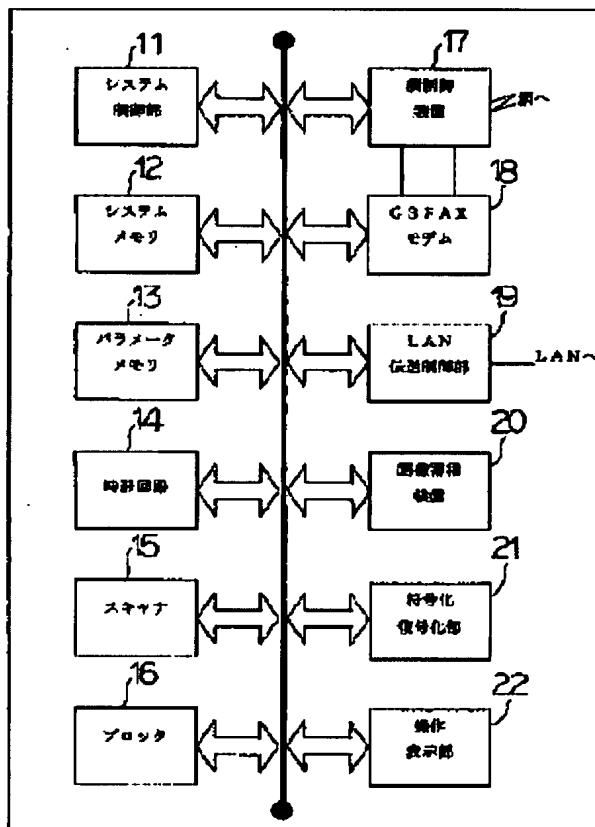 11
システム
制御部
12
システム
メモリ
13
パラメータ
メモリ
14
時計回路
15
スキャナ
16
プロッタ
17
網制御
装置
網へ
18
G3FAX
モデム
19
LAN
伝送制御部
LANへ
20
画像蓄積
装置
21
符号化
復号化部
22
操作
表示部